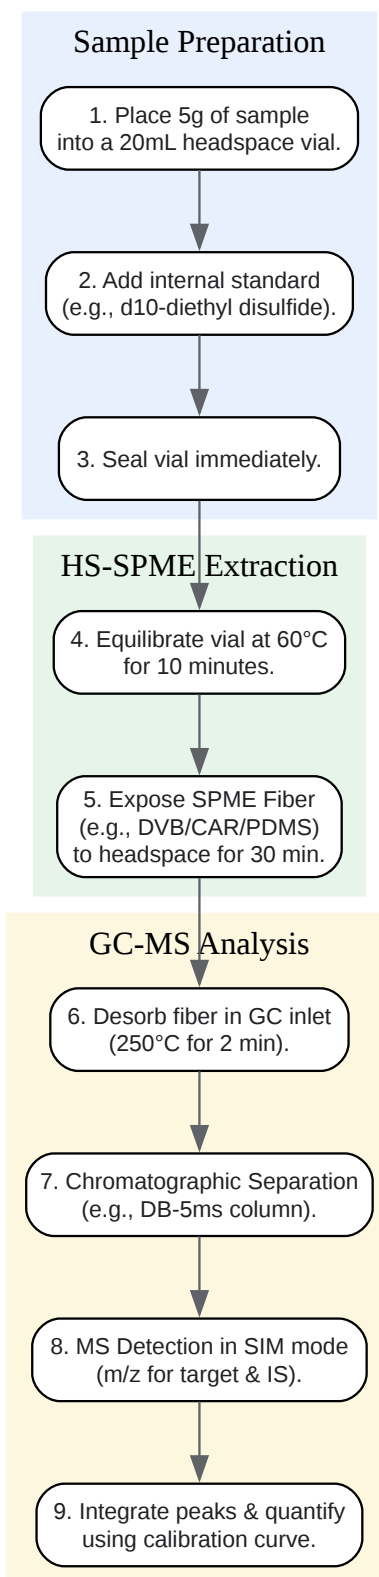 Sample Preparation
1. Place 5g of sample
into a 20mL headspace vial.
2. Add internal standard
(e.g., d10-diethyl disulfide).
3. Seal vial immediately.
HS-SPME Extraction
4. Equilibrate vial at 60°C
for 10 minutes.
5. Expose SPME Fiber
(e.g., DVB/CAR/PDMS)
to headspace for 30 min.
GC-MS Analysis
6. Desorb fiber in GC inlet
(250°C for 2 min).
7. Chromatographic Separation
(e.g., DB-5ms column).
8. MS Detection in SIM mode
(m/z for target & IS).
9. Integrate peaks & quantify
using calibration curve.